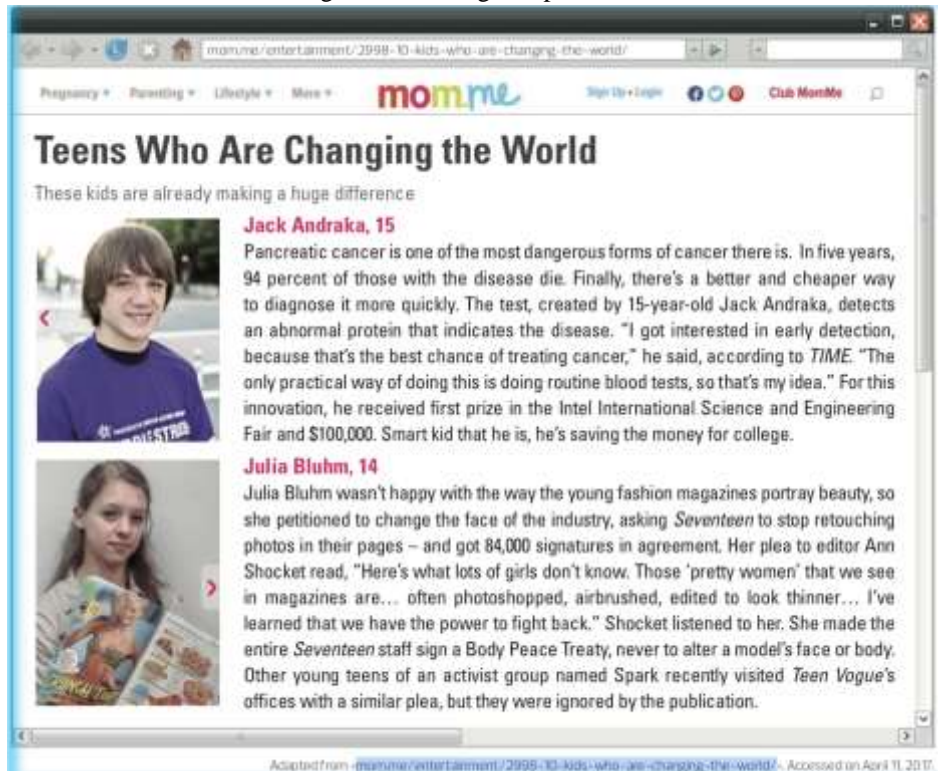 mom.me/entertainment/2998-10-kids-who-are-changing-the-world/
Pregnancy Parenting Lifestyle More mom.me Sign Up • Login Club MomMe
Teens Who Are Changing the World
These kids are already making a huge difference
Jack Andraka, 15
Pancreatic cancer is one of the most dangerous forms of cancer there is. In five years,
94 percent of those with the disease die. Finally, there's a better and cheaper way
to diagnose it more quickly. The test, created by 15-year-old Jack Andraka, detects
an abnormal protein that indicates the disease. "I got interested in early detection,
because that's the best chance of treating cancer," he said, according to TIME. "The
only practical way of doing this is doing routine blood tests, so that's my idea." For this
innovation, he received first prize in the Intel International Science and Engineering
Fair and $100,000. Smart kid that he is, he's saving the money for college.
Julia Bluhm, 14
Julia Bluhm wasn't happy with the way the young fashion magazines portray beauty, so
she petitioned to change the face of the industry, asking Seventeen to stop retouching
photos in their pages – and got 84,000 signatures in agreement. Her plea to editor Ann
Shocket read, "Here's what lots of girls don't know. Those 'pretty women' that we see
in magazines are… often photoshopped, airbrushed, edited to look thinner… I've
learned that we have the power to fight back." Shocket listened to her. She made the
entire Seventeen staff sign a Body Peace Treaty, never to alter a model's face or body.
Other young teens of an activist group named Spark recently visited Teen Vogue's
offices with a similar plea, but they were ignored by the publication.
Adapted from <mom.me/entertainment/2998-10-kids-who-are-changing-the-world/>. Accessed on April 11, 2017.